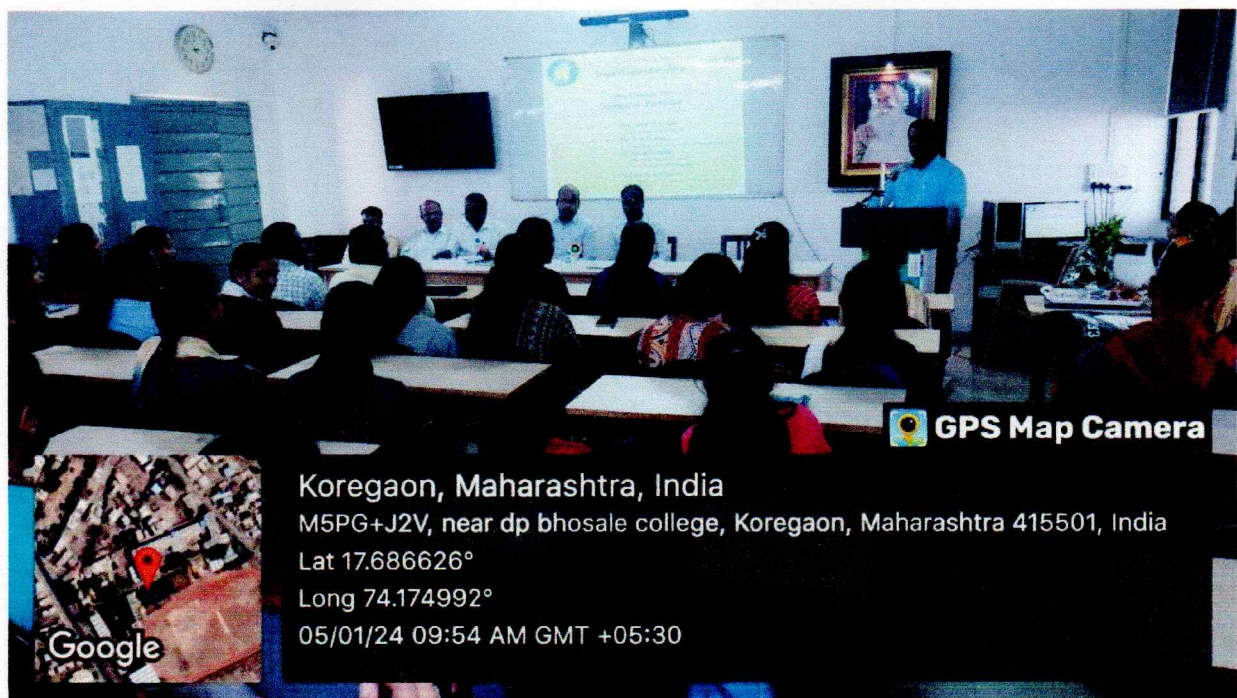 GPS Map Camera
Koregaon, Maharashtra, India
M5PG+J2V, near dp bhosale college, Koregaon, Maharashtra 415501, India
Lat 17.686626°
Long 74.174992°
05/01/24 09:54 AM GMT +05:30
Google